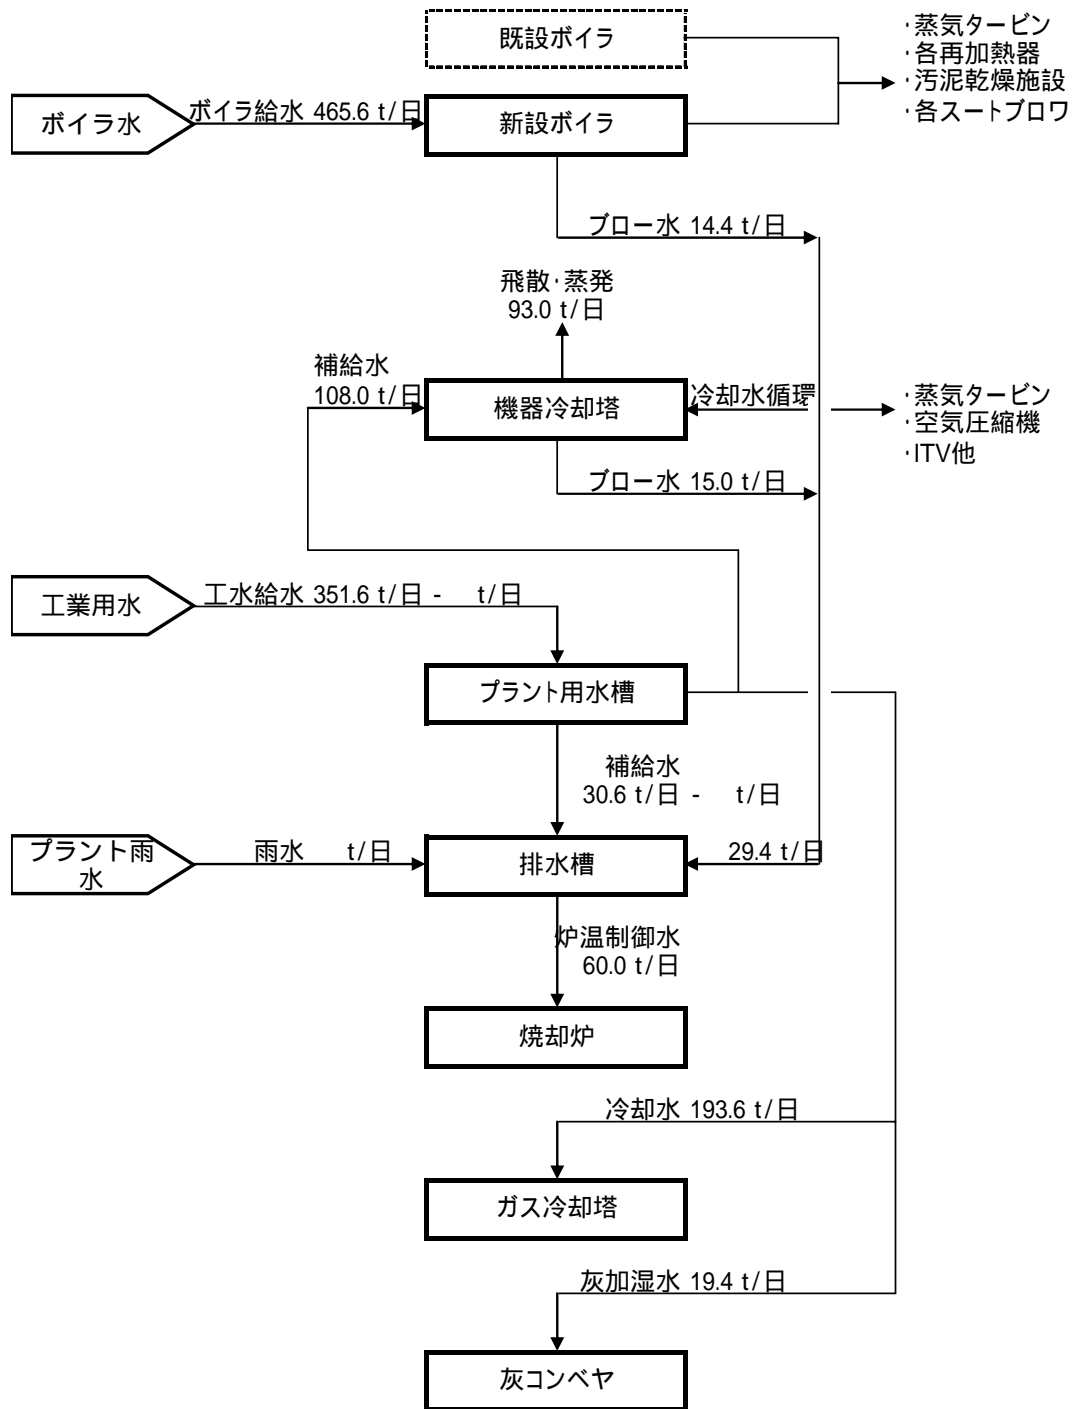 既設ボイラ
･蒸気タービン
･各再加熱器
･汚泥乾燥施設
･各スートブロワ
ボイラ水
ボイラ給水 465.6 t/日
新設ボイラ
ブロー水 14.4 t/日
飛散･蒸発
93.0 t/日
補給水
108.0 t/日
機器冷却塔
冷却水循環
･蒸気タービン
･空気圧縮機
･ITV他
ブロー水 15.0 t/日
工業用水
工水給水 351.6 t/日 -　 t/日
プラント用水槽
補給水
30.6 t/日 -　 t/日
プラント雨
水
雨水　 t/日
排水槽
29.4 t/日
炉温制御水
60.0 t/日
焼却炉
冷却水 193.6 t/日
ガス冷却塔
灰加湿水 19.4 t/日
灰コンベヤ